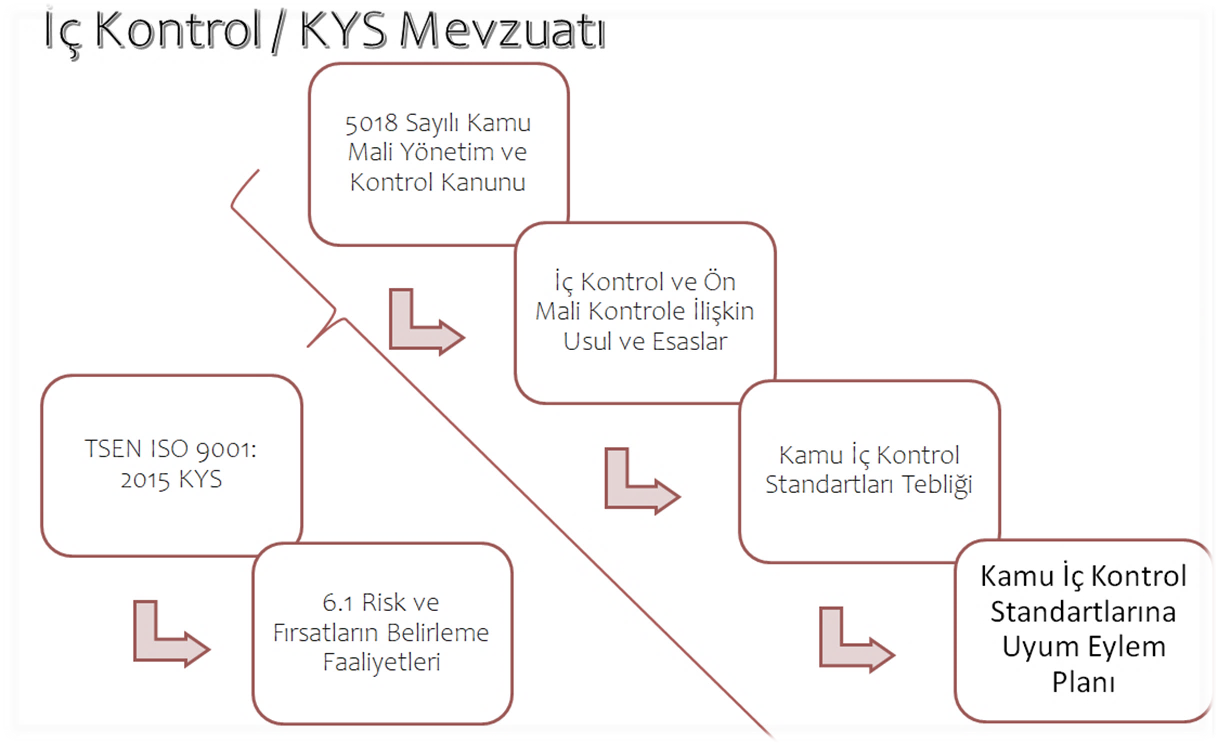 İç Kontrol / KYS Mevzuatı
5018 Sayılı Kamu
Mali Yönetim ve
Kontrol Kanunu
İç Kontrol ve Ön
Mali Kontrole İlişkin
Usul ve Esaslar
Kamu İç Kontrol
Standartları Tebliği
Kamu İç Kontrol
Standartlarına
Uyum Eylem
Planı
TSEN ISO 9001:
2015 KYS
6.1 Risk ve
Fırsatların Belirleme
Faaliyetleri